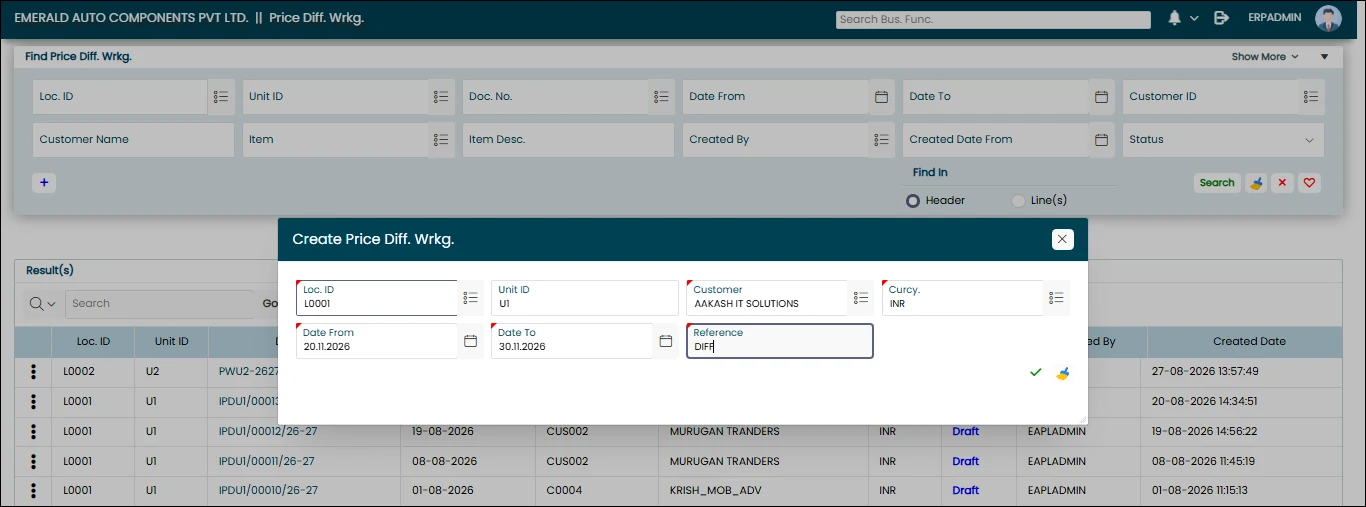 EMERALD AUTO COMPONENTS PVT LTD. || Price Diff. Wrkg.
Search Bus. Func.
ERPADMIN
Find Price Diff. Wrkg.
Show More
Loc. ID
Unit ID
Doc. No.
Date From
Date To
Customer ID
Customer Name
Item
Item Desc.
Created By
Created Date From
Status
+
Find In
Header
Line(s)
Search
Create Price Diff. Wrkg.
Loc. ID
L0001
Unit ID
U1
Customer
AAKASH IT SOLUTIONS
Curcy.
INR
Date From
20.11.2026
Date To
30.11.2026
Reference
DIFF
Result(s)
Search
Go
Loc. ID Unit ID D ed By Created Date
L0002 U2 PWU2-2627 27-08-2026 13:57:49
L0001 U1 IPDU1/00013 20-08-2026 14:34:51
L0001 U1 IPDU1/00012/26-27 19-08-2026 CUS002 MURUGAN TRANDERS INR Draft EAPLADMIN 19-08-2026 14:56:22
L0001 U1 IPDU1/00011/26-27 08-08-2026 CUS002 MURUGAN TRANDERS INR Draft EAPLADMIN 08-08-2026 11:45:19
L0001 U1 IPDU1/00010/26-27 01-08-2026 C0004 KRISH_MOB_ADV INR Draft EAPLADMIN 01-08-2026 11:15:13